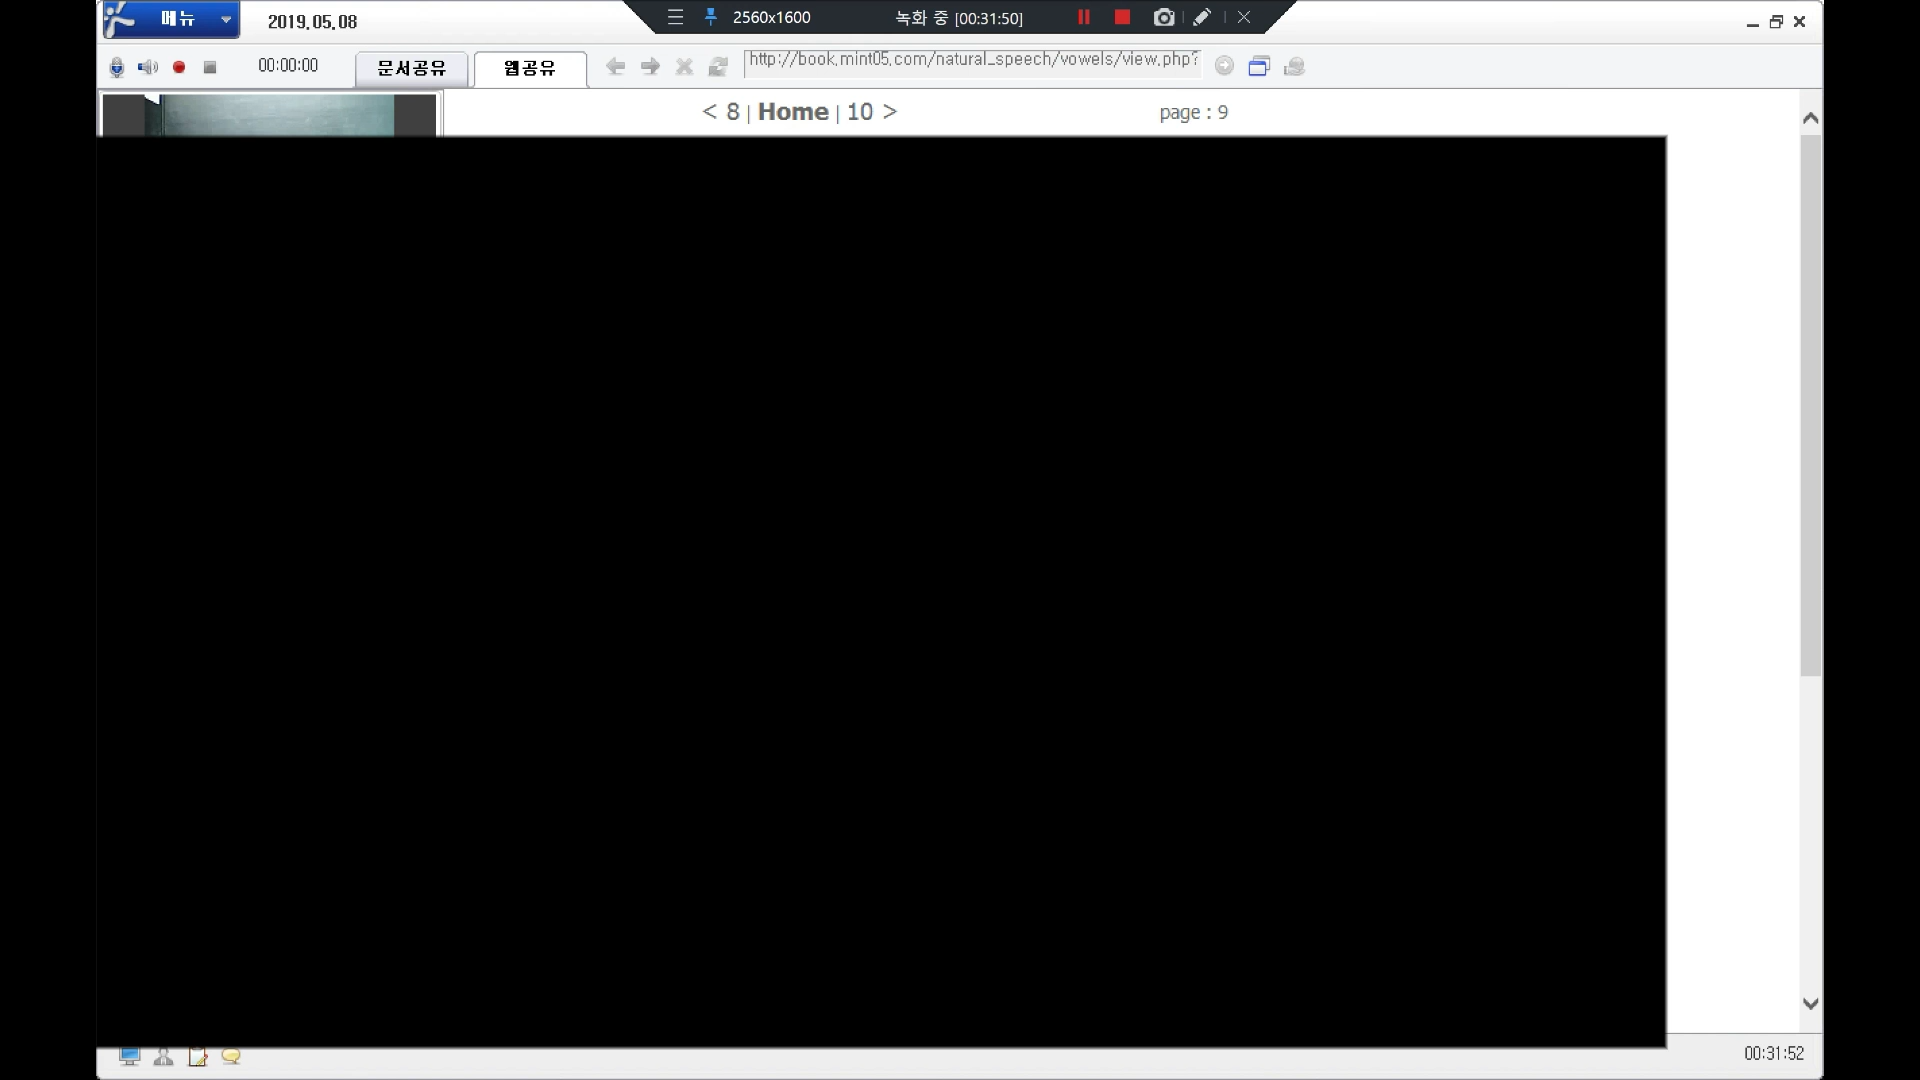 메뉴
2019.05.08
2560x1600
녹화 중 [00:31:50]
00:00:00
문서공유
웹공유
http://book.mint05.com/natural_speech/vowels/view.php?
< 8 | Home | 10 >
page : 9
00:31:52